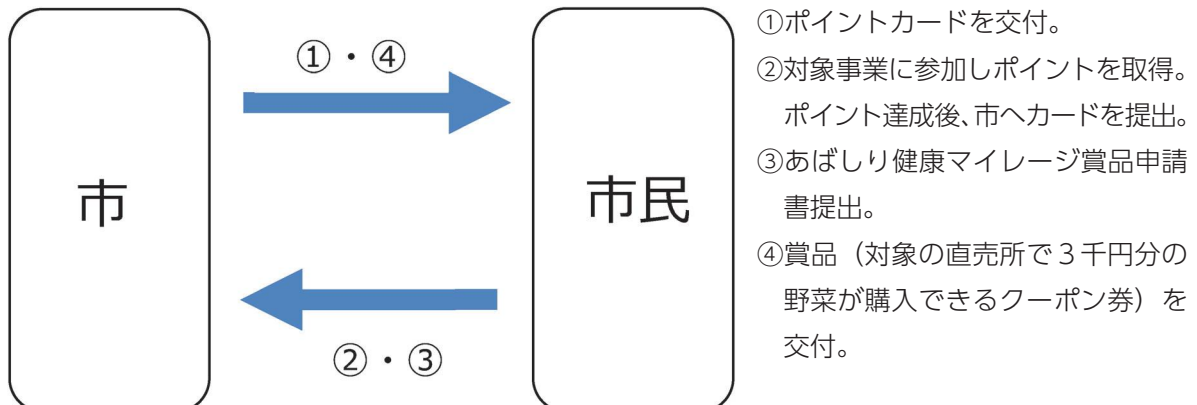 市
①・④
②・③
市民
①ポイントカードを交付。
②対象事業に参加しポイントを取得。
ポイント達成後、市へカードを提出。
③あばしり健康マイレージ賞品申請
書提出。
④賞品（対象の直売所で３千円分の
野菜が購入できるクーポン券）を
交付。